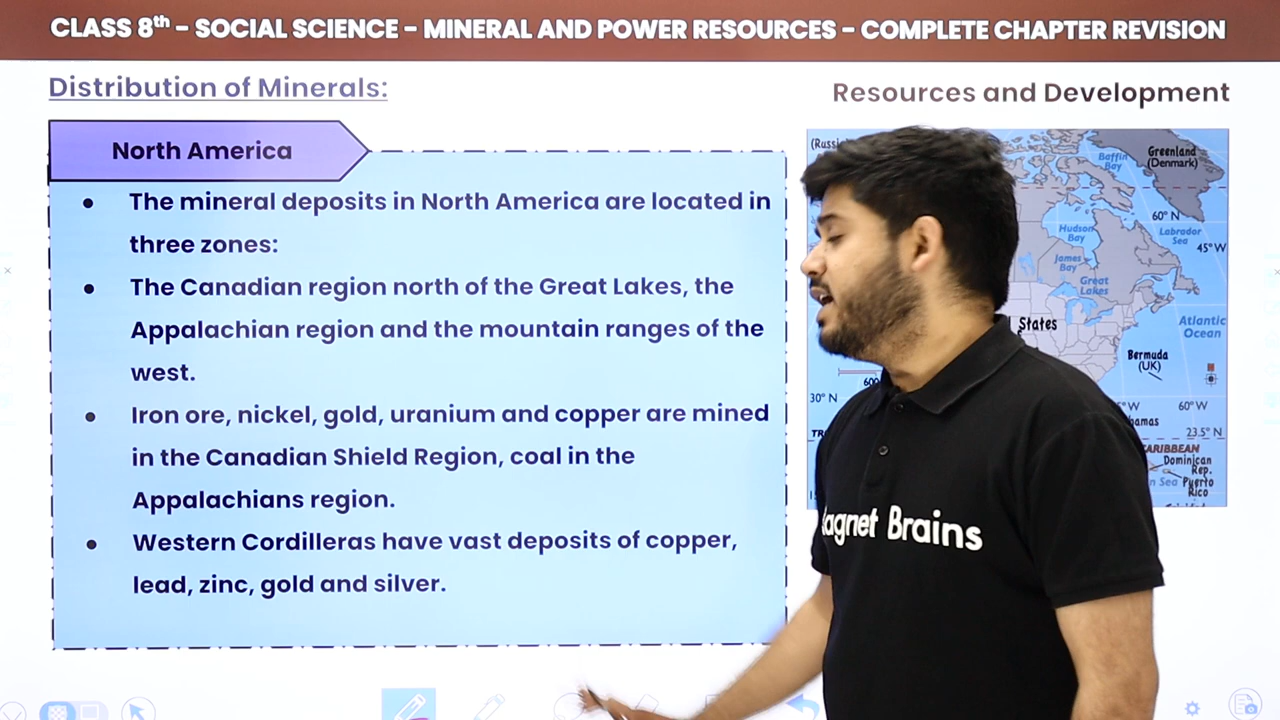 CLASS 8th – SOCIAL SCIENCE – MINERAL AND POWER RESOURCES – COMPLETE CHAPTER REVISION
Distribution of Minerals:
Resources and Development
North America
• The mineral deposits in North America are located in
three zones:
• The Canadian region north of the Great Lakes, the
Appalachian region and the mountain ranges of the
west.
• Iron ore, nickel, gold, uranium and copper are mined
in the Canadian Shield Region, coal in the
Appalachians region.
• Western Cordilleras have vast deposits of copper,
lead, zinc, gold and silver.
(Russi
Greenland
(Denmark)
Baffin
Bay
60° N
Hudson
Bay
Labrador
Sea
45° W
James
Bay
Great
Lakes
States
Atlantic
Ocean
Bermuda
(UK)
600
30° N
° W
60° W
hamas
23.5° N
TR
CARIBBEAN
Dominican
Rep.
n Sea
Puerto
Rico
agnet Brains